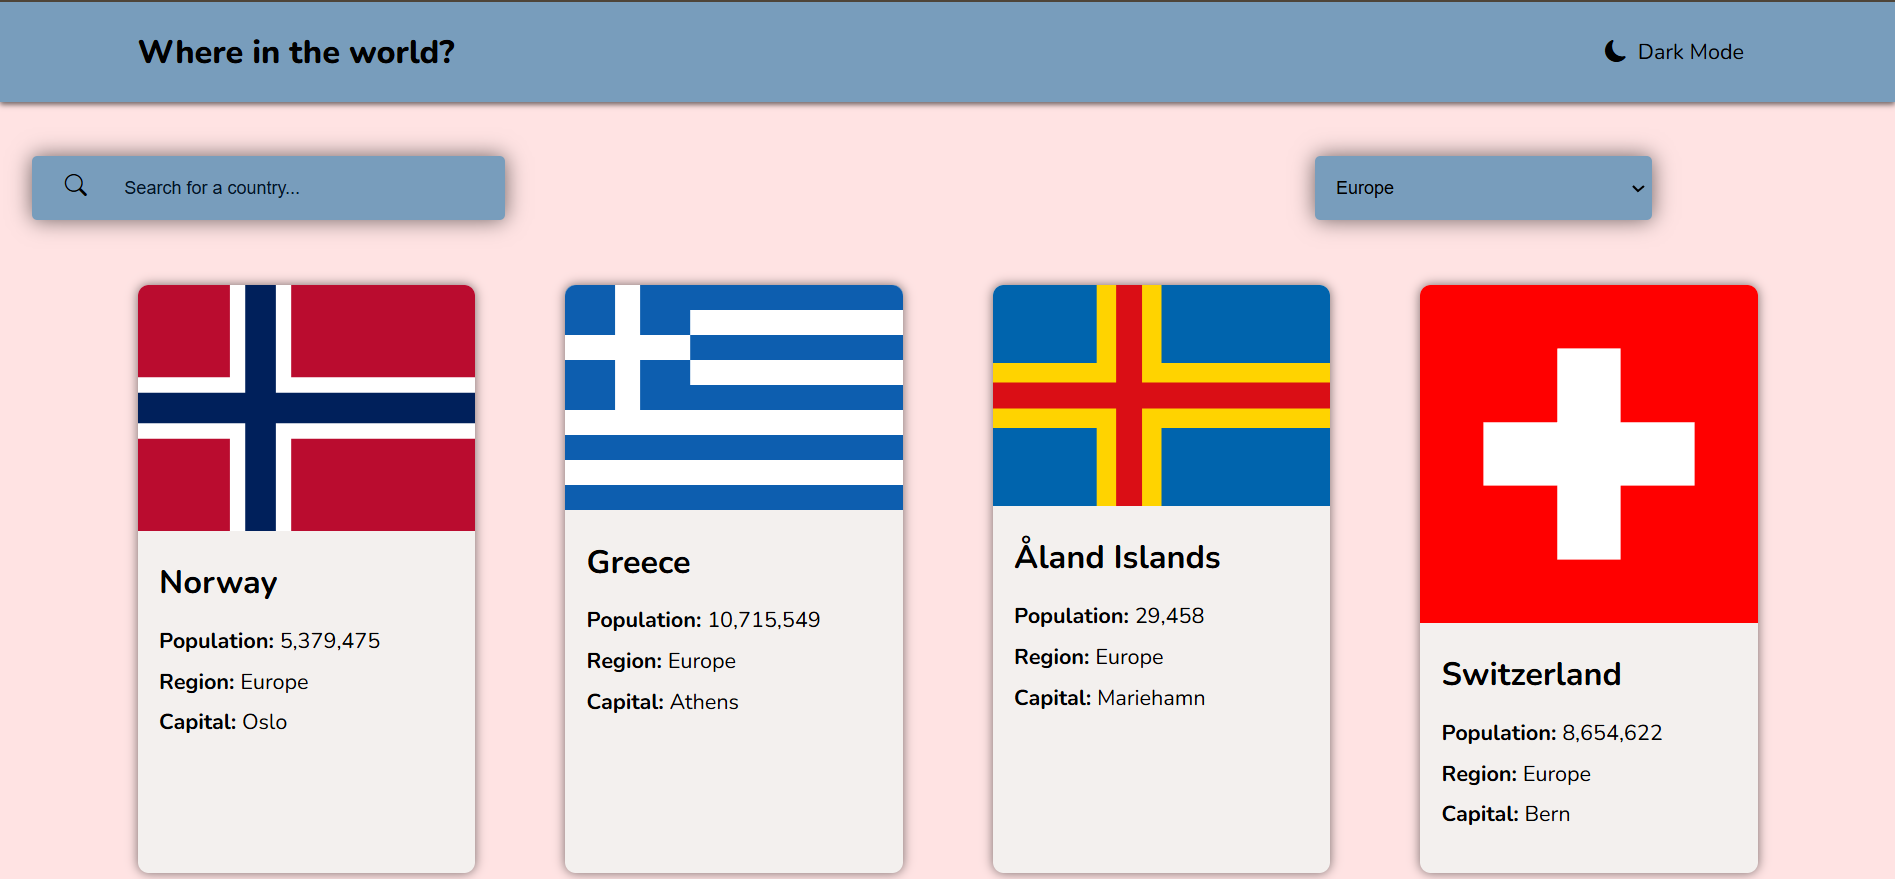 Where in the world?
Dark Mode
Search for a country...
Europe
Norway
Population: 5,379,475
Region: Europe
Capital: Oslo
Greece
Population: 10,715,549
Region: Europe
Capital: Athens
Åland Islands
Population: 29,458
Region: Europe
Capital: Mariehamn
Switzerland
Population: 8,654,622
Region: Europe
Capital: Bern